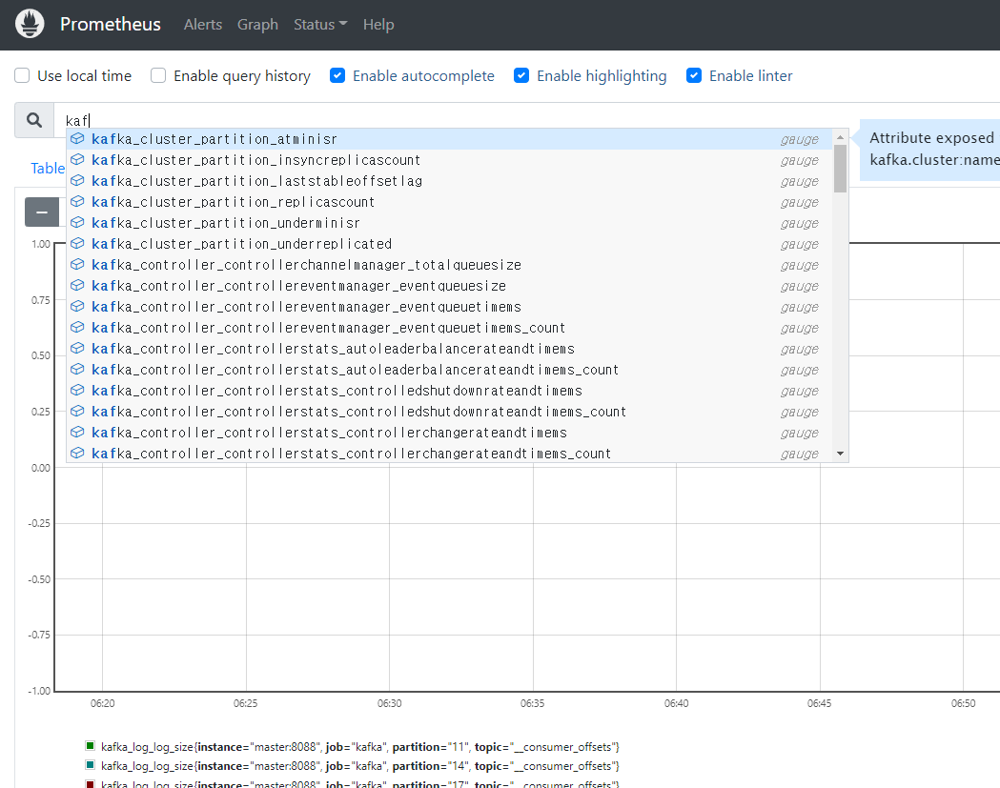 Prometheus Alerts Graph Status Help
Use local time Enable query history Enable autocomplete Enable highlighting Enable linter
kaf
kafka_cluster_partition_atminisr gauge
Attribute exposed
kafka.cluster:name
kafka_cluster_partition_insyncreplicascount gauge
Table
kafka_cluster_partition_laststableoffsetlag gauge
kafka_cluster_partition_replicascount gauge
kafka_cluster_partition_underminisr gauge
kafka_cluster_partition_underreplicated gauge
kafka_controller_controllerchannelmanager_totalqueuesize gauge
kafka_controller_controllereventmanager_eventqueuesize gauge
kafka_controller_controllereventmanager_eventqueuetimems gauge
kafka_controller_controllereventmanager_eventqueuetimems_count gauge
kafka_controller_controllerstats_autoleaderbalancerateandtimems gauge
kafka_controller_controllerstats_autoleaderbalancerateandtimems_count gauge
kafka_controller_controllerstats_controlledshutdownrateandtimems gauge
kafka_controller_controllerstats_controlledshutdownrateandtimems_count gauge
kafka_controller_controllerstats_controllerchangerateandtimems gauge
kafka_controller_controllerstats_controllerchangerateandtimems_count gauge
1.00
0.75
0.50
0.25
0.00
-0.25
-0.50
-0.75
-1.00
06:20 06:25 06:30 06:35 06:40 06:45 06:50
kafka_log_log_size{instance="master:8088", job="kafka", partition="11", topic="__consumer_offsets"}
kafka_log_log_size{instance="master:8088", job="kafka", partition="14", topic="__consumer_offsets"}
kafka_log_log_size{instance="master:8088", job="kafka", partition="17", topic="__consumer_offsets"}